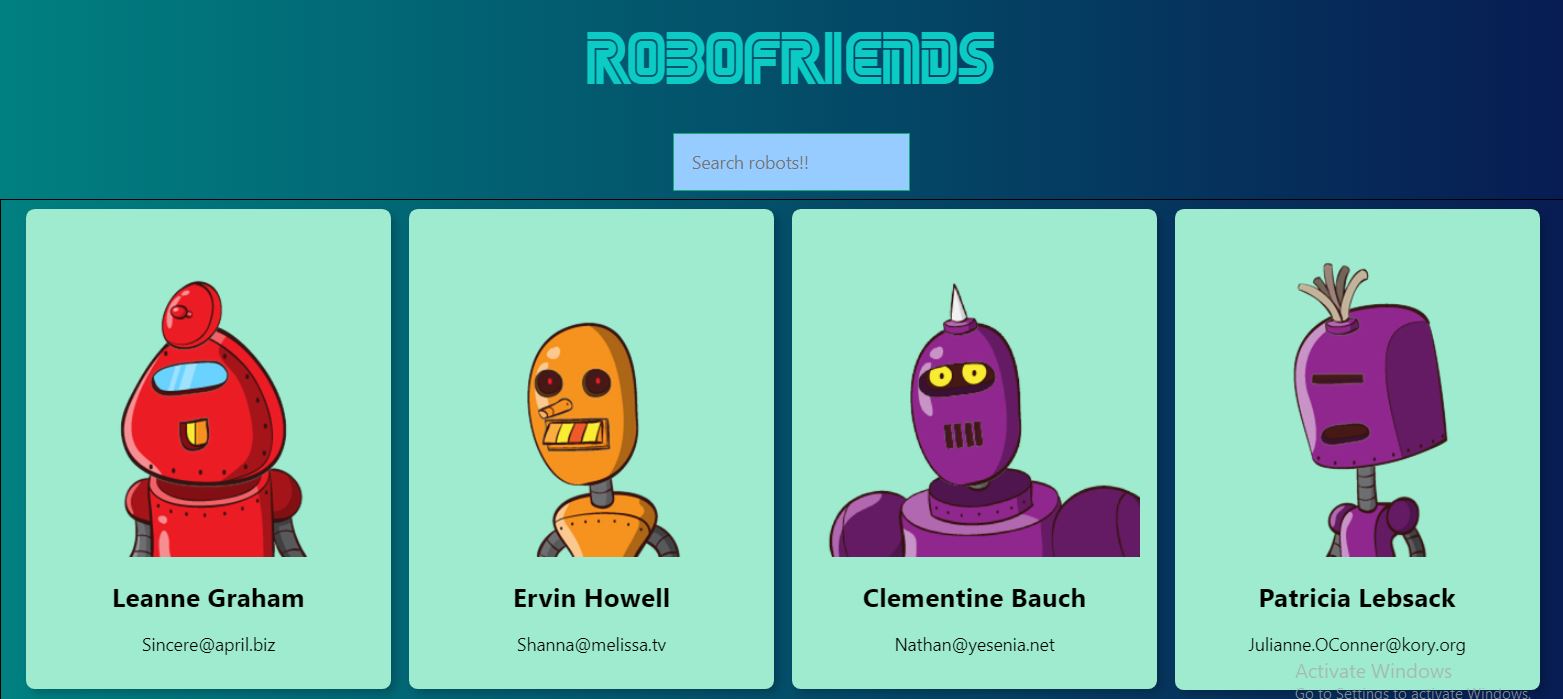 ROBOFRIENDS
Search robots!!
Leanne Graham
Ervin Howell
Clementine Bauch
Patricia Lebsack
Sincere@april.biz
Shanna@melissa.tv
Nathan@yesenia.net
Julianne.OConner@kory.org
Activate Windows
Go to Settings to activate Windows.